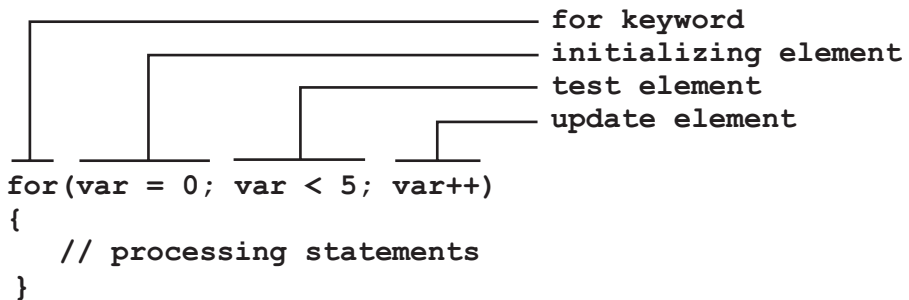 for keyword
initializing element
test element
update element
for(var = 0; var < 5; var++)
{
// processing statements
}